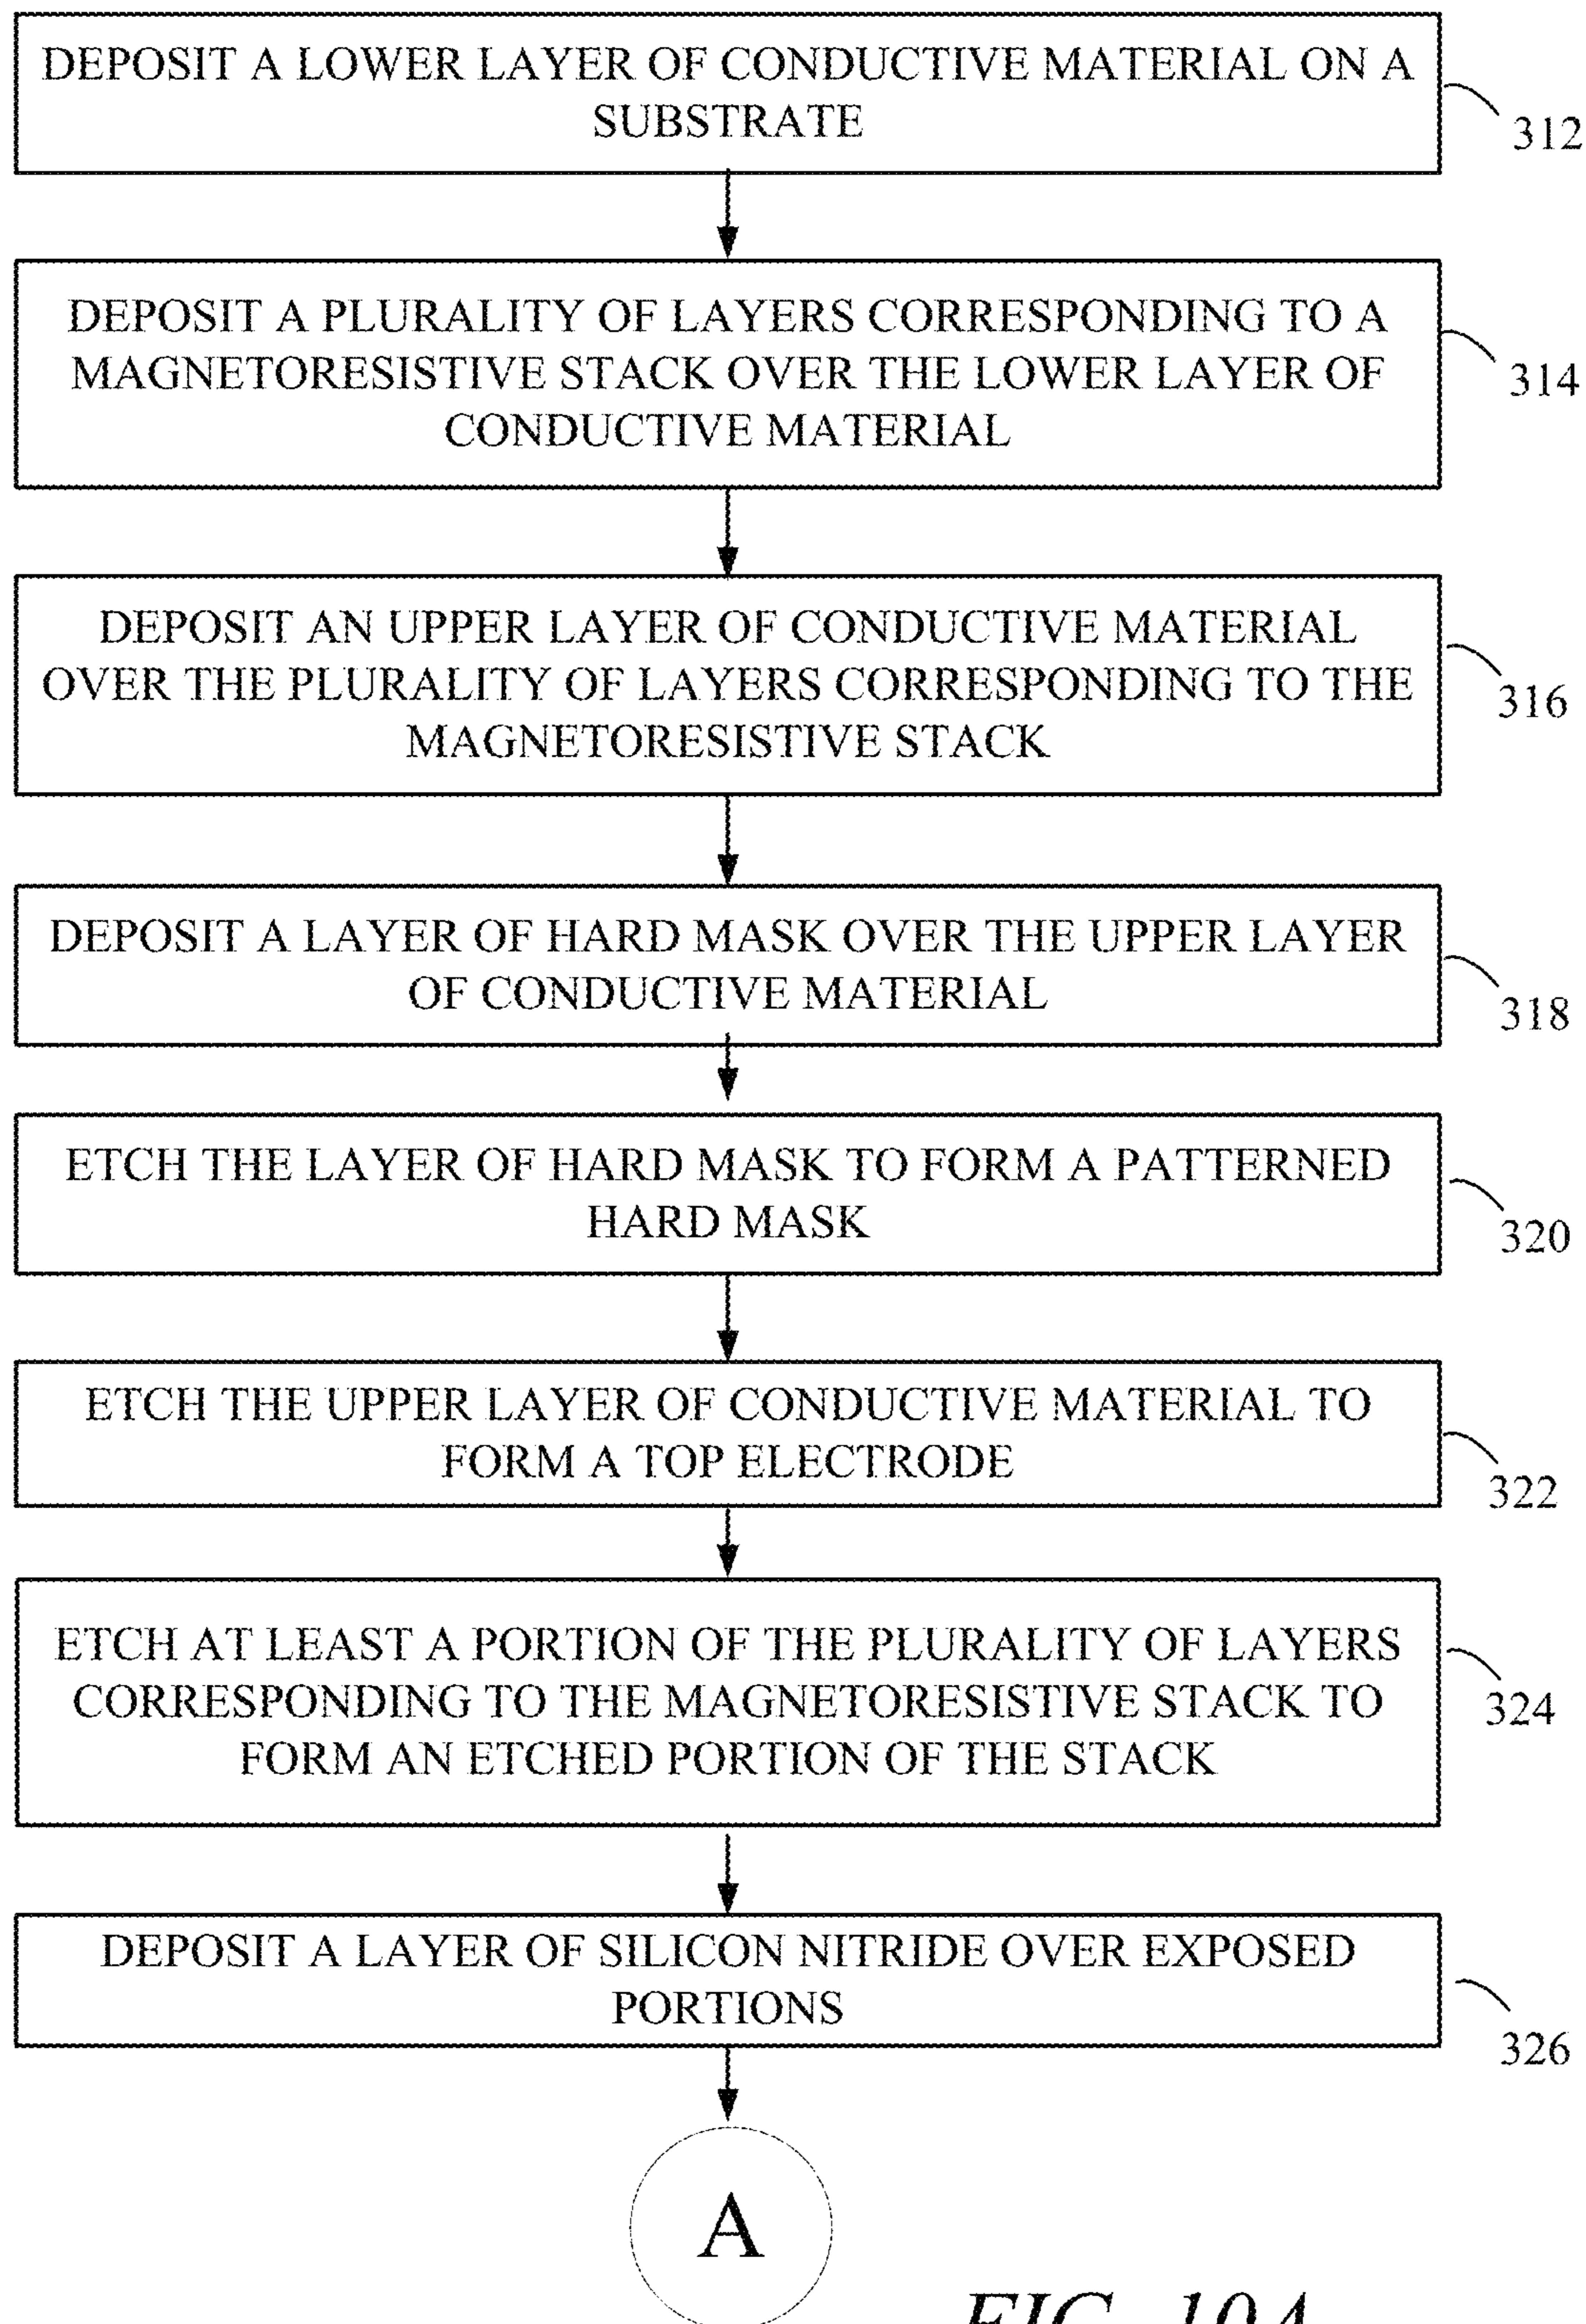 DEPOSIT A LOWER LAYER OF CONDUCTIVE MATERIAL ON A
SUBSTRATE
312
DEPOSIT A PLURALITY OF LAYERS CORRESPONDING TO A
MAGNETORESISTIVE STACK OVER THE LOWER LAYER OF
CONDUCTIVE MATERIAL
314
DEPOSIT AN UPPER LAYER OF CONDUCTIVE MATERIAL
OVER THE PLURALITY OF LAYERS CORRESPONDING TO THE
MAGNETORESISTIVE STACK
316
DEPOSIT A LAYER OF HARD MASK OVER THE UPPER LAYER
OF CONDUCTIVE MATERIAL
318
ETCH THE LAYER OF HARD MASK TO FORM A PATTERNED
HARD MASK
320
ETCH THE UPPER LAYER OF CONDUCTIVE MATERIAL TO
FORM A TOP ELECTRODE
322
ETCH AT LEAST A PORTION OF THE PLURALITY OF LAYERS
CORRESPONDING TO THE MAGNETORESISTIVE STACK TO
FORM AN ETCHED PORTION OF THE STACK
324
DEPOSIT A LAYER OF SILICON NITRIDE OVER EXPOSED
PORTIONS
326
A
FIG. 10A